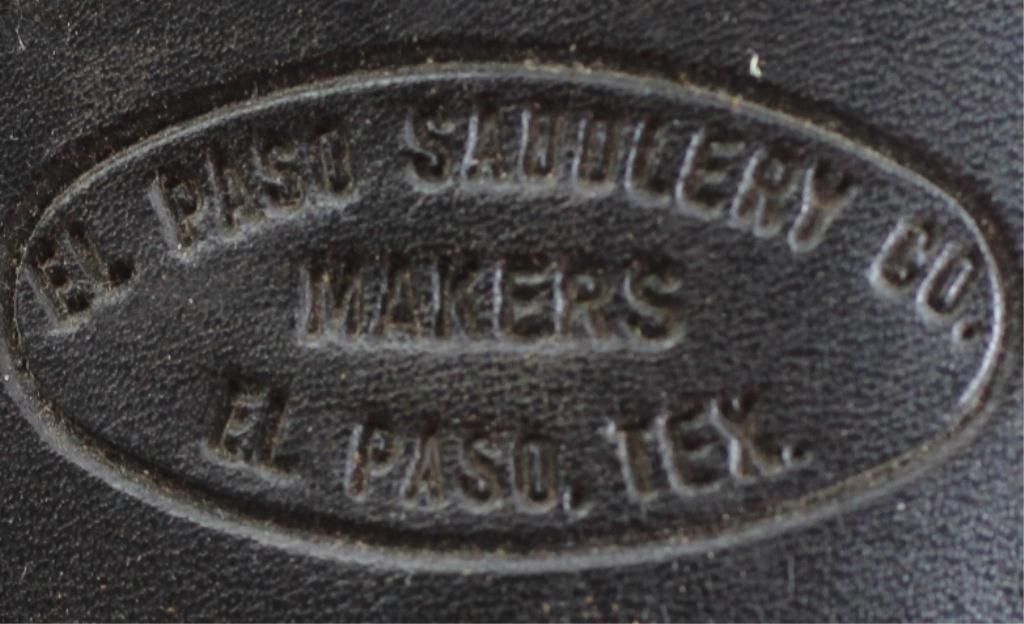 EL PASO SADDLERY CO.
MAKERS
EL PASO, TEX.